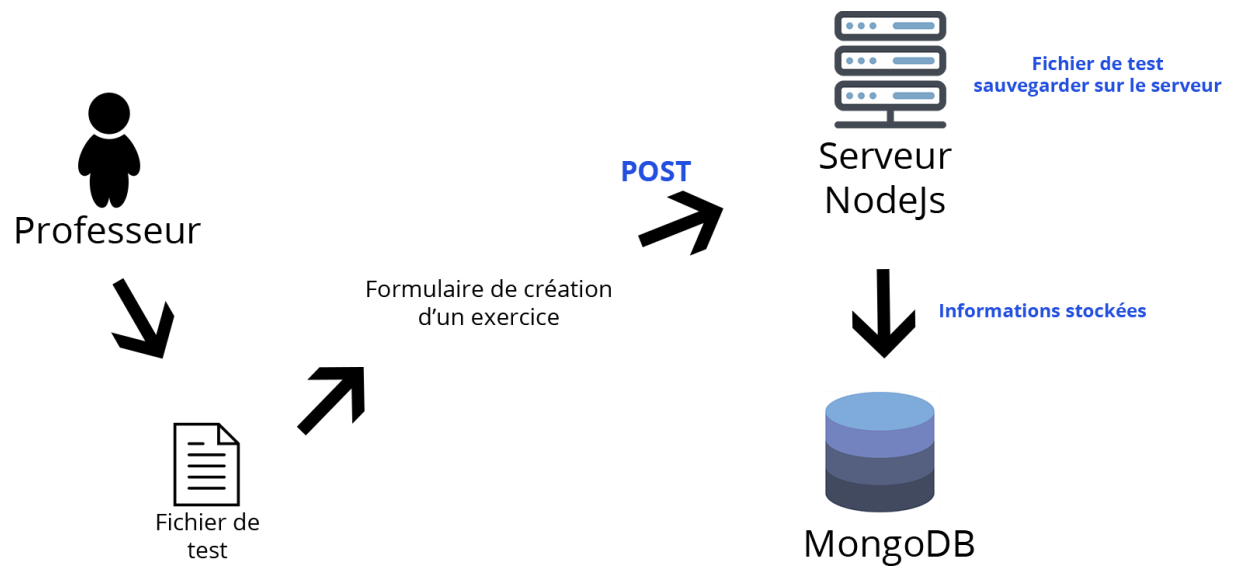 Professeur
Fichier de
test
Formulaire de création
d’un exercice
POST
Serveur
NodeJs
Fichier de test
sauvegarder sur le serveur
Informations stockées
MongoDB